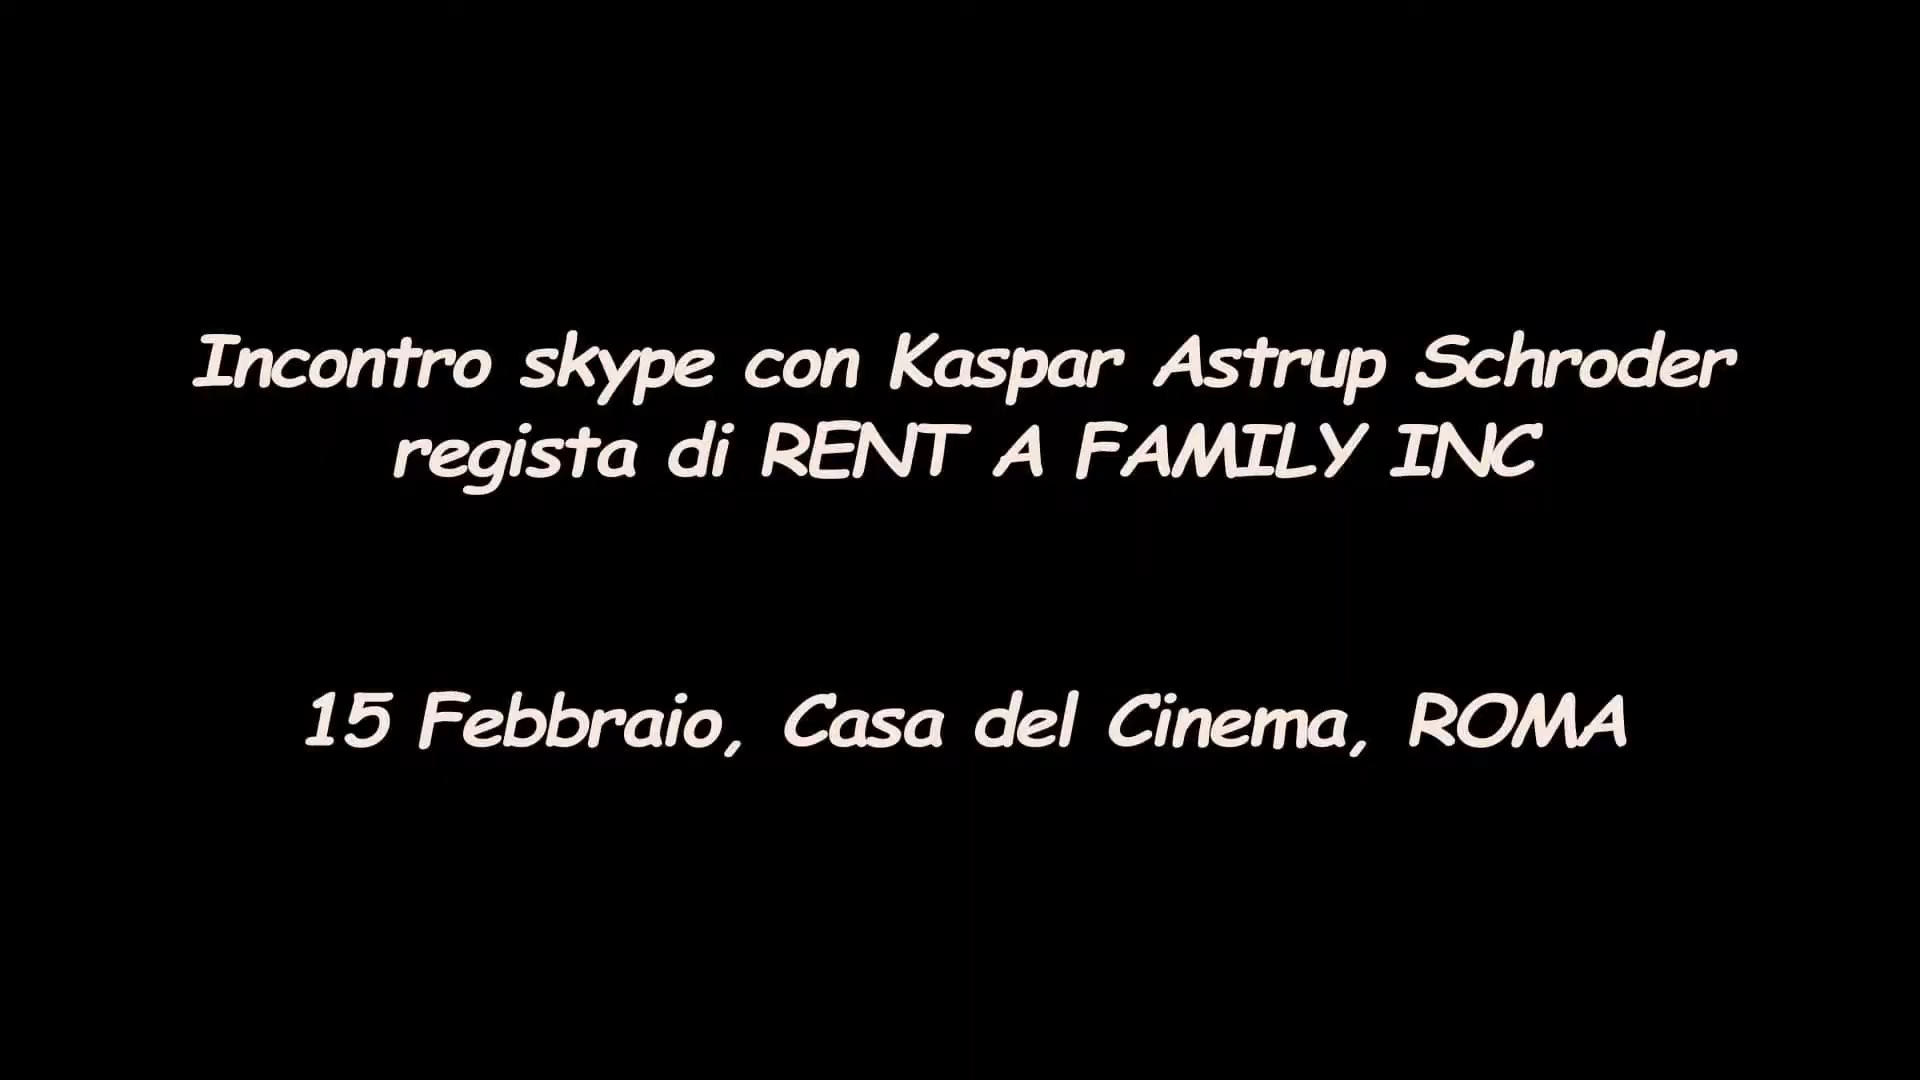 Incontro skype con Kaspar Astrup Schroder
regista di RENT A FAMILY INC
15 Febbraio, Casa del Cinema, ROMA